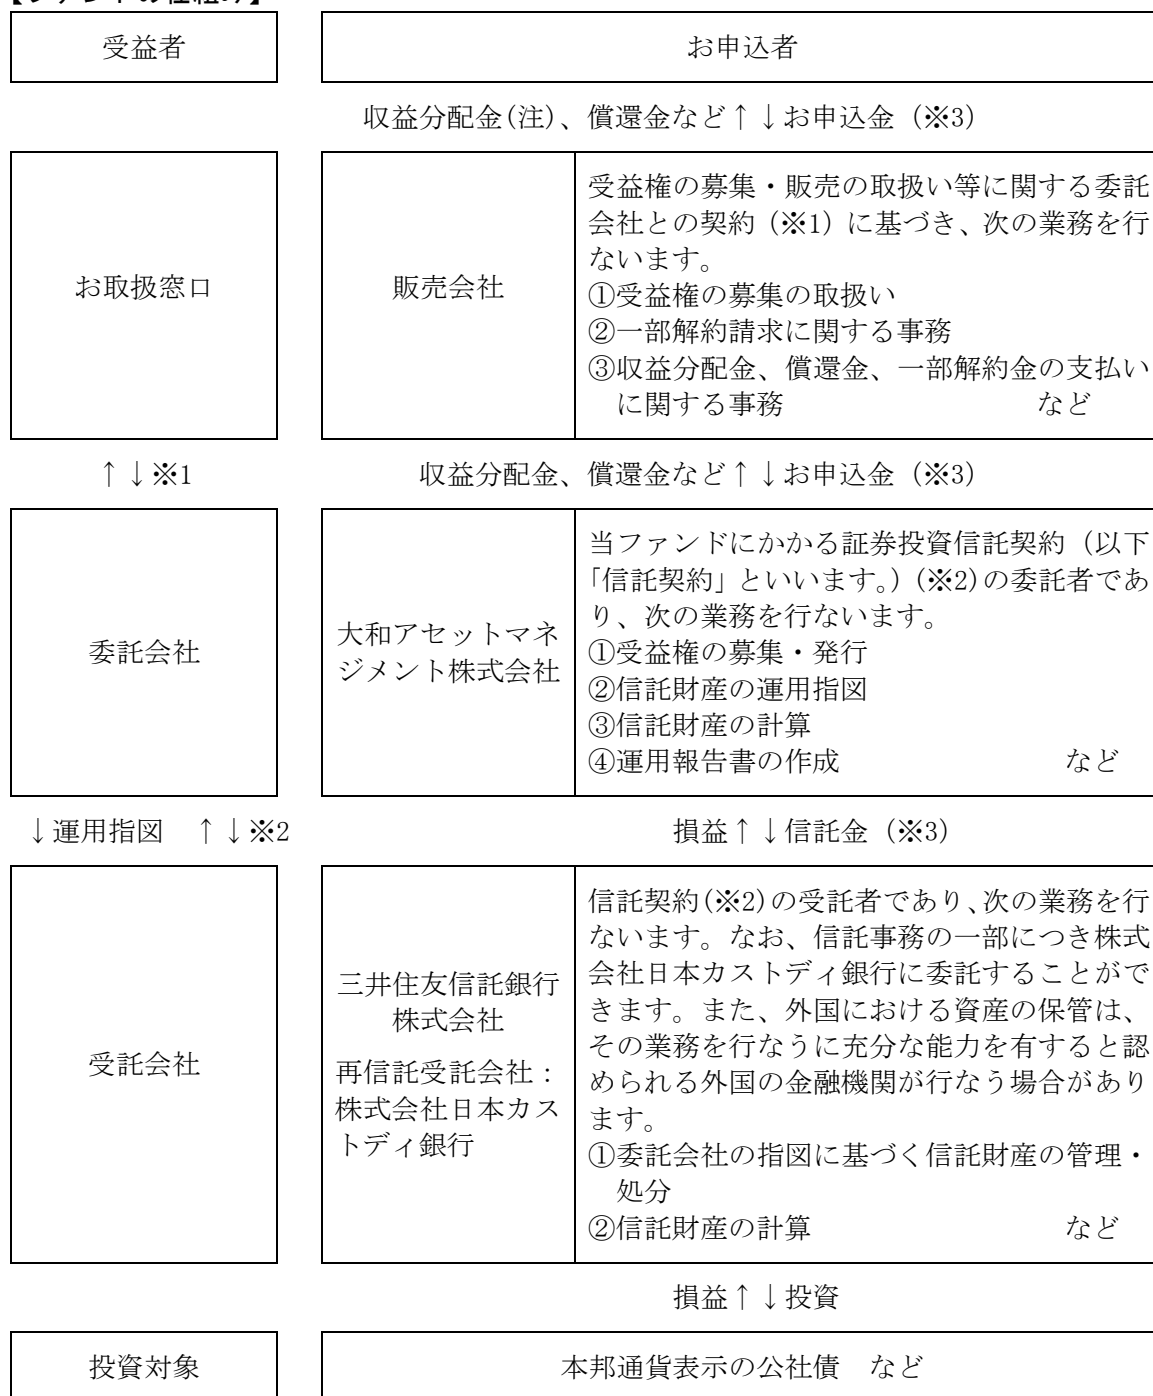 【ファンドの仕組み】
受益者
お申込者
収益分配金(注)、償還金など↑↓お申込金(※3)
お取扱窓口
販売会社
受益権の募集・販売の取扱い等に関する委託
会社との契約(※1)に基づき、次の業務を行
ないます。
①受益権の募集の取扱い
②一部解約請求に関する事務
③収益分配金、償還金、一部解約金の支払い
に関する事務 など
↑↓※1
収益分配金、償還金など↑↓お申込金(※3)
委託会社
大和アセットマネ
ジメント株式会社
当ファンドにかかる証券投資信託契約(以下
「信託契約」といいます。)(※2)の委託者であ
り、次の業務を行ないます。
①受益権の募集・発行
②信託財産の運用指図
③信託財産の計算
④運用報告書の作成 など
↓運用指図 ↑↓※2
損益↑↓信託金(※3)
受託会社
三井住友信託銀行
株式会社
再信託受託会社:
株式会社日本カス
トディ銀行
信託契約(※2)の受託者であり、次の業務を行
ないます。なお、信託事務の一部につき株式
会社日本カストディ銀行に委託することがで
きます。また、外国における資産の保管は、
その業務を行なうに充分な能力を有すると認
められる外国の金融機関が行なう場合があり
ます。
①委託会社の指図に基づく信託財産の管理・
処分
②信託財産の計算 など
損益↑↓投資
投資対象
本邦通貨表示の公社債 など